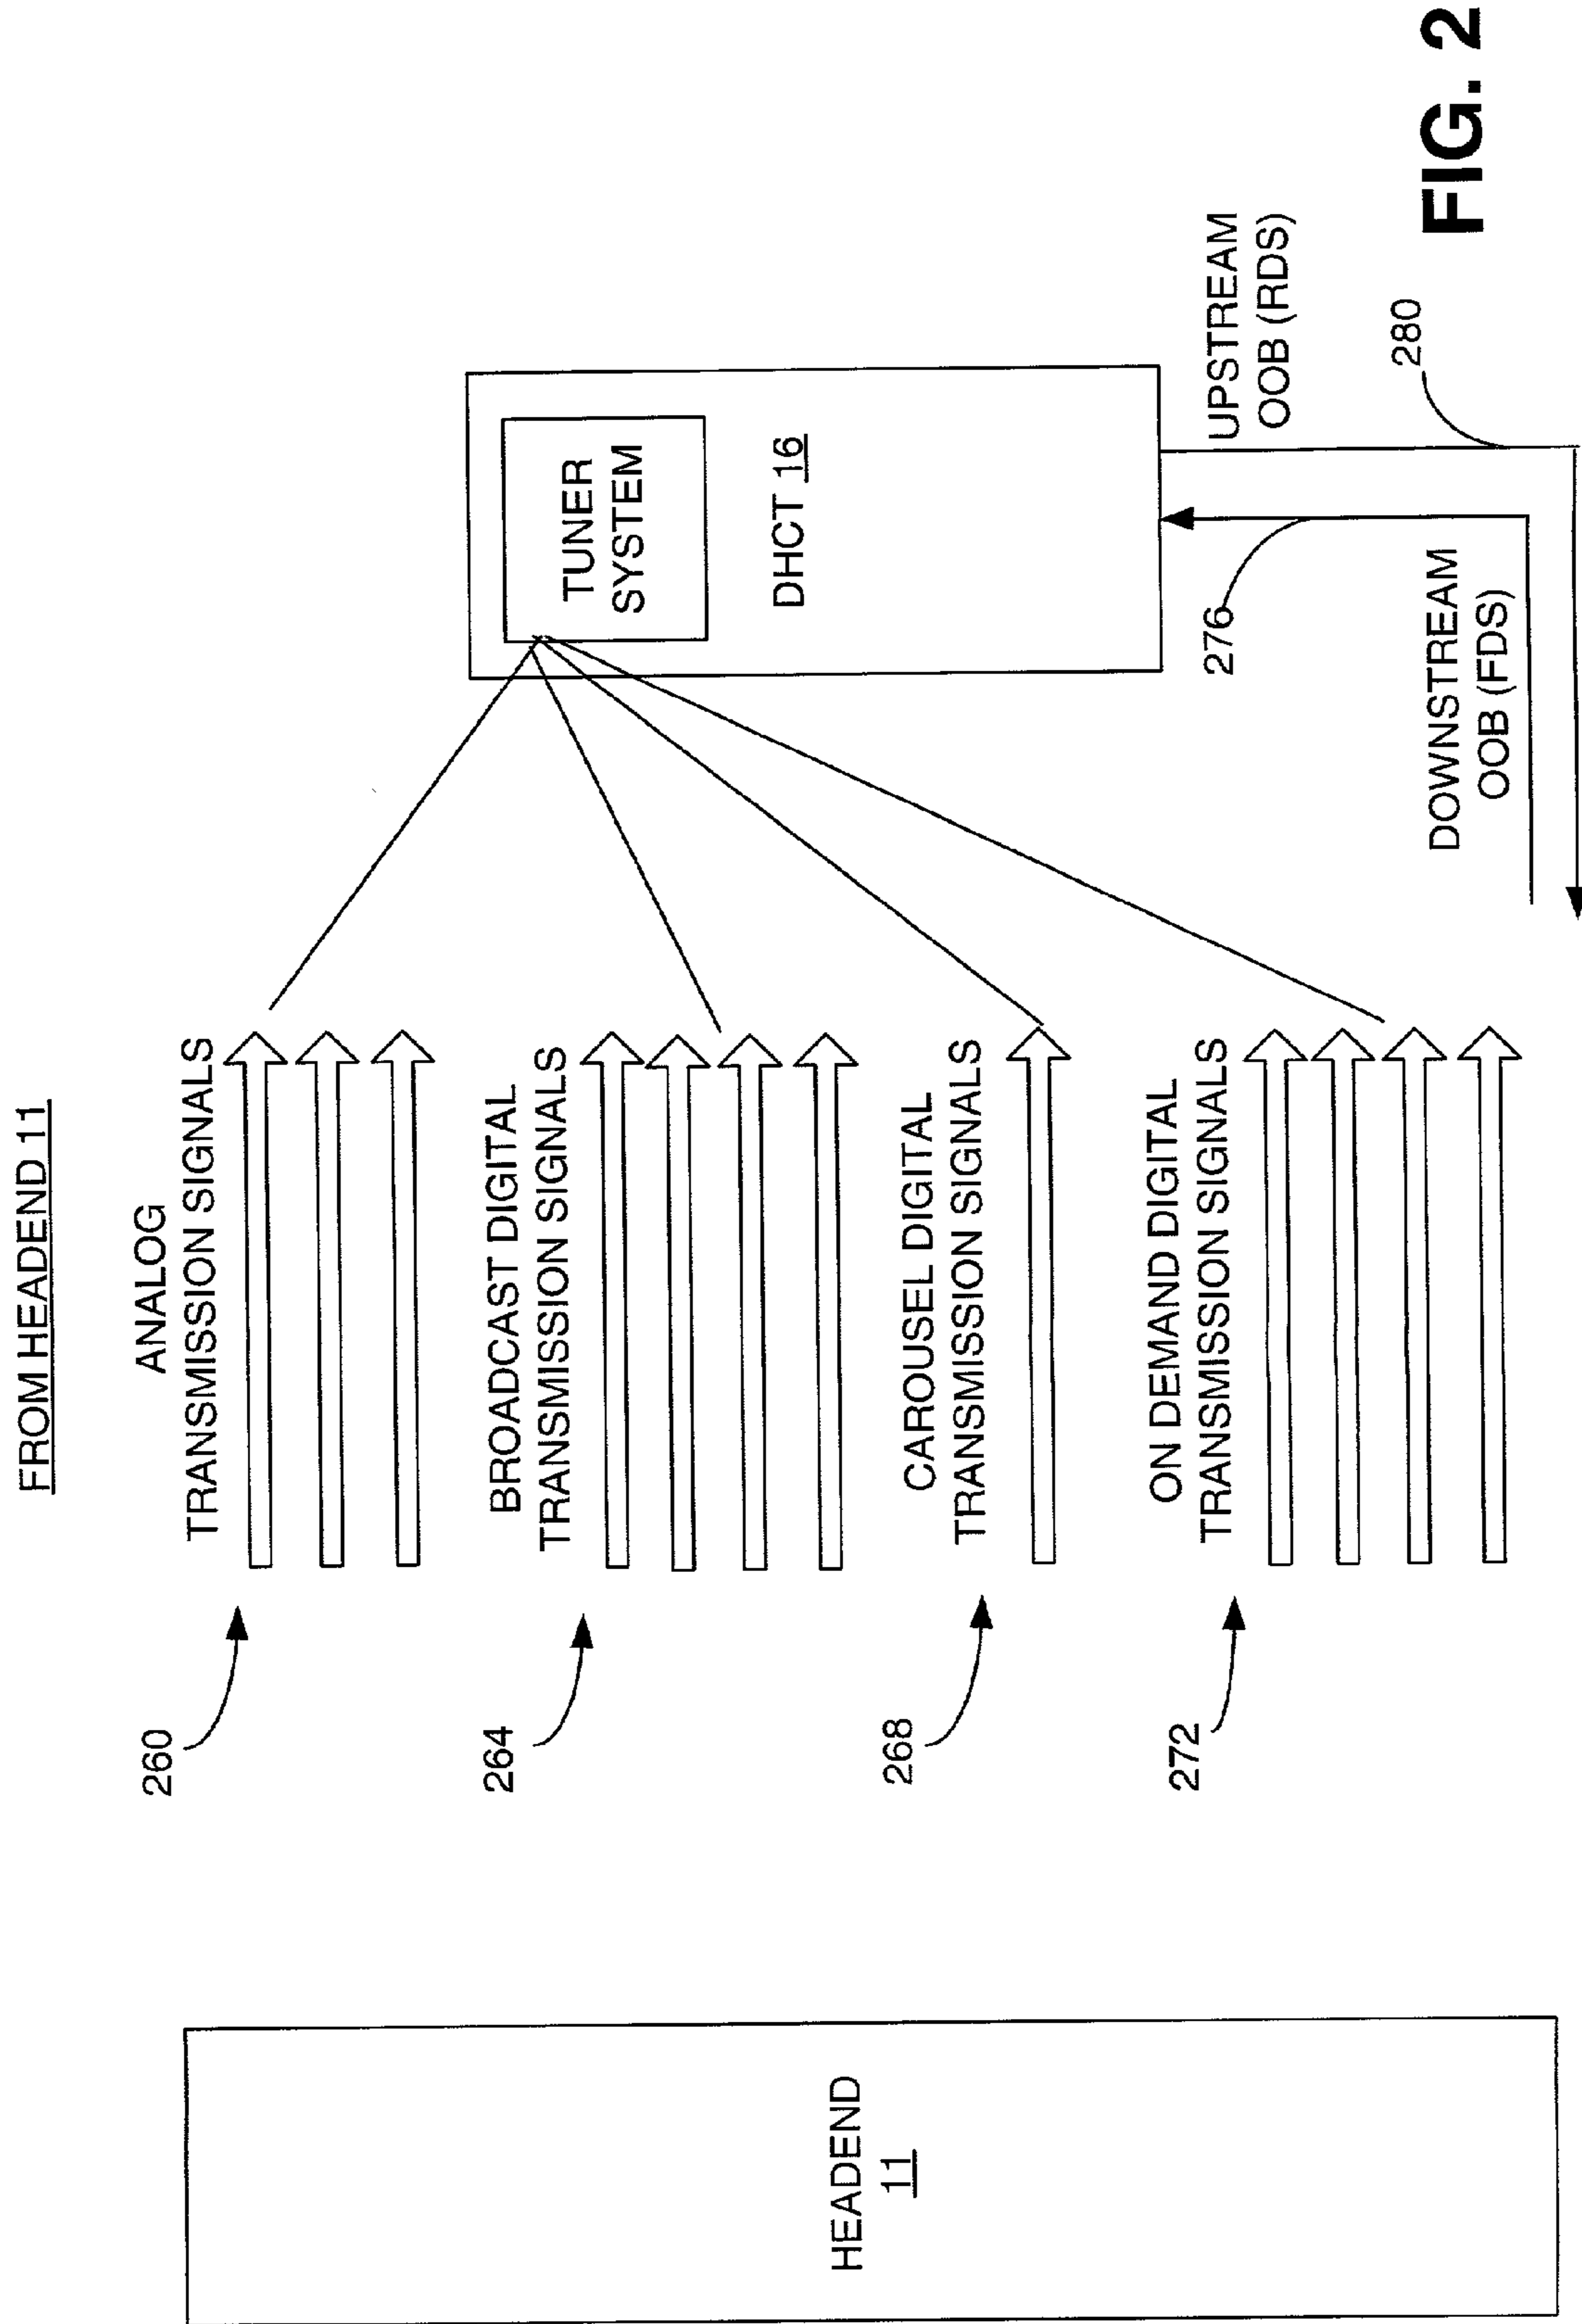 FROM HEADEND 11
260
ANALOG
TRANSMISSION SIGNALS
264
BROADCAST DIGITAL
TRANSMISSION SIGNALS
268
CAROUSEL DIGITAL
TRANSMISSION SIGNALS
272
ON DEMAND DIGITAL
TRANSMISSION SIGNALS
HEADEND
11
TUNER
SYSTEM
DHCT 16
276
UPSTREAM
OOB (RDS)
280
DOWNSTREAM
OOB (FDS)
FIG. 2